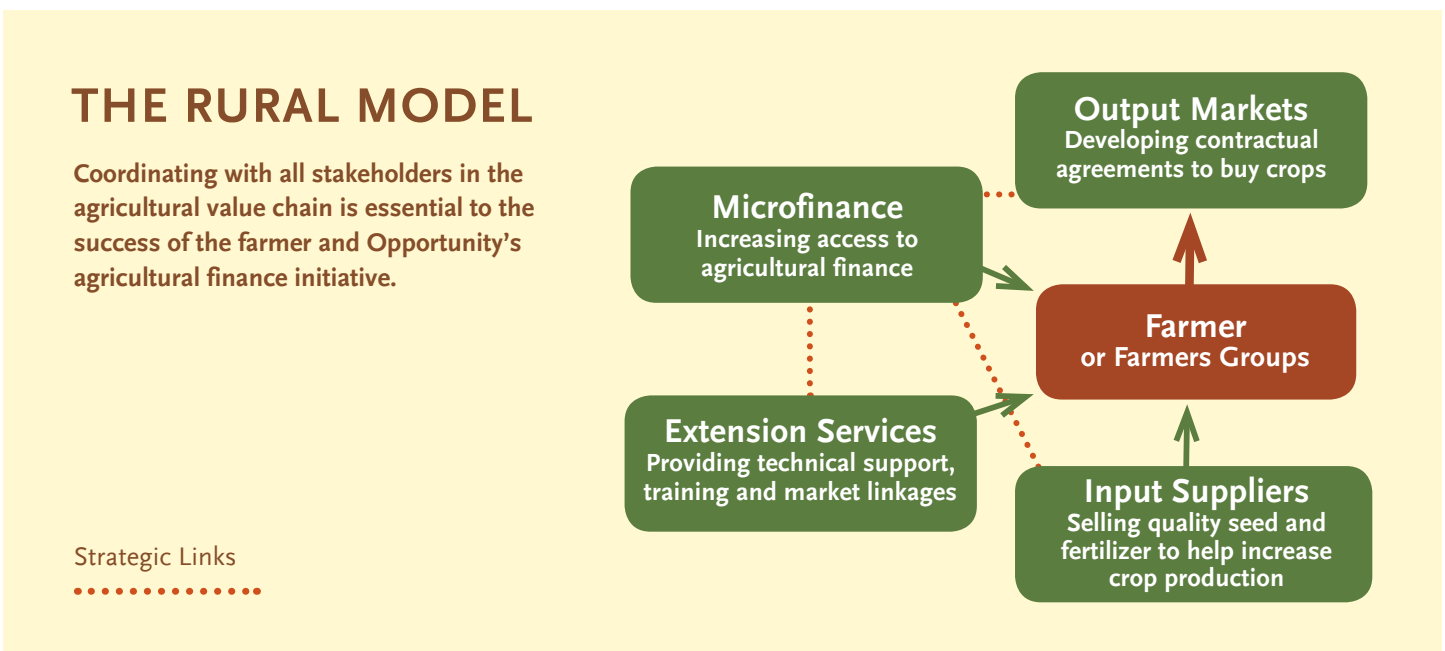 THE RURAL MODEL
Coordinating with all stakeholders in the
agricultural value chain is essential to the
success of the farmer and Opportunity’s
agricultural finance initiative.
Strategic Links
Microfinance
Increasing access to
agricultural finance
Extension Services
Providing technical support,
training and market linkages
Output Markets
Developing contractual
agreements to buy crops
Farmer
or Farmers Groups
Input Suppliers
Selling quality seed and
fertilizer to help increase
crop production